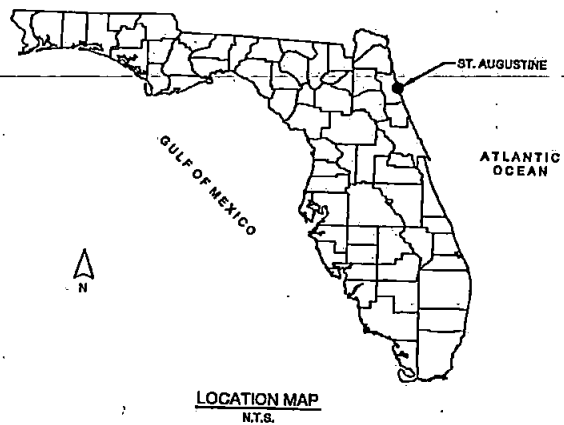 ST. AUGUSTINE
GULF OF MEXICO
ATLANTIC
OCEAN
N
LOCATION MAP
N.T.S.